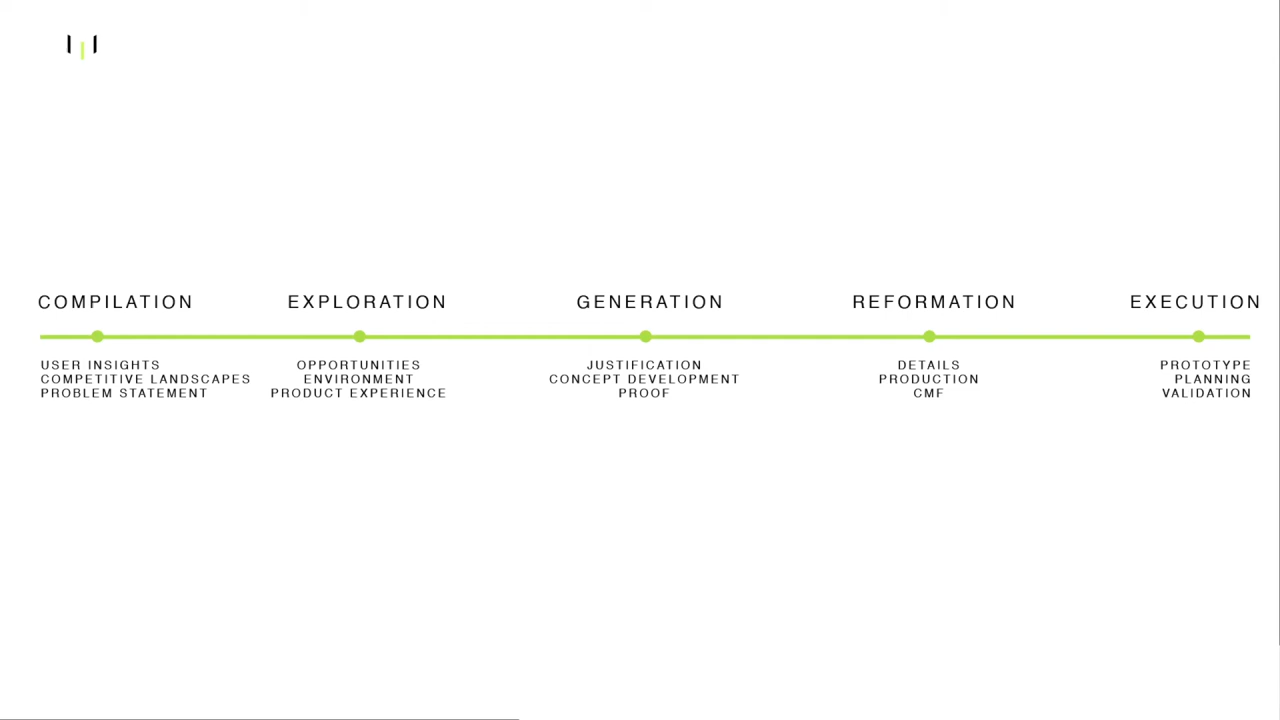 COMPILATION
USER INSIGHTS
COMPETITIVE LANDSCAPES
PROBLEM STATEMENT
EXPLORATION
OPPORTUNITIES
ENVIRONMENT
PRODUCT EXPERIENCE
GENERATION
JUSTIFICATION
CONCEPT DEVELOPMENT
PROOF
REFORMATION
DETAILS
PRODUCTION
CMF
EXECUTION
PROTOTYPE
PLANNING
VALIDATION